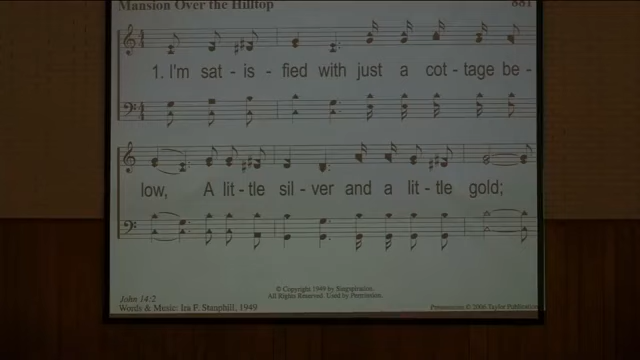 Mansion Over the Hilltop 881
1. I'm sat - is - fied with just a cot - tage be -
low, A lit - tle sil - ver and a lit - tle gold;
© Copyright 1949 by Singspiration.
All Rights Reserved. Used by Permission.
John 14:2
Words & Music: Ira F. Stanphill, 1949
Presentation © 2006 Taylor Publications